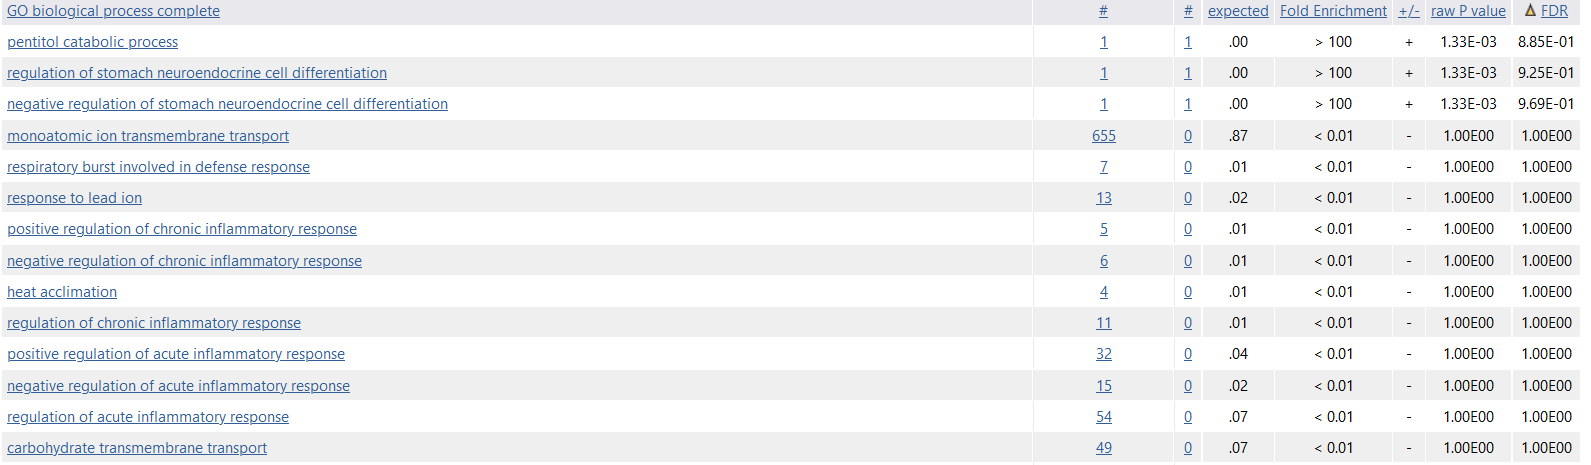 GO biological process complete # # expected Fold Enrichment +/- raw P value FDR
pentitol catabolic process 1 1 .00 > 100 + 1.33E-03 8.85E-01
regulation of stomach neuroendocrine cell differentiation 1 1 .00 > 100 + 1.33E-03 9.25E-01
negative regulation of stomach neuroendocrine cell differentiation 1 1 .00 > 100 + 1.33E-03 9.69E-01
monoatomic ion transmembrane transport 655 0 .87 < 0.01 - 1.00E00 1.00E00
respiratory burst involved in defense response 7 0 .01 < 0.01 - 1.00E00 1.00E00
response to lead ion 13 0 .02 < 0.01 - 1.00E00 1.00E00
positive regulation of chronic inflammatory response 5 0 .01 < 0.01 - 1.00E00 1.00E00
negative regulation of chronic inflammatory response 6 0 .01 < 0.01 - 1.00E00 1.00E00
heat acclimation 4 0 .01 < 0.01 - 1.00E00 1.00E00
regulation of chronic inflammatory response 11 0 .01 < 0.01 - 1.00E00 1.00E00
positive regulation of acute inflammatory response 32 0 .04 < 0.01 - 1.00E00 1.00E00
negative regulation of acute inflammatory response 15 0 .02 < 0.01 - 1.00E00 1.00E00
regulation of acute inflammatory response 54 0 .07 < 0.01 - 1.00E00 1.00E00
carbohydrate transmembrane transport 49 0 .07 < 0.01 - 1.00E00 1.00E00